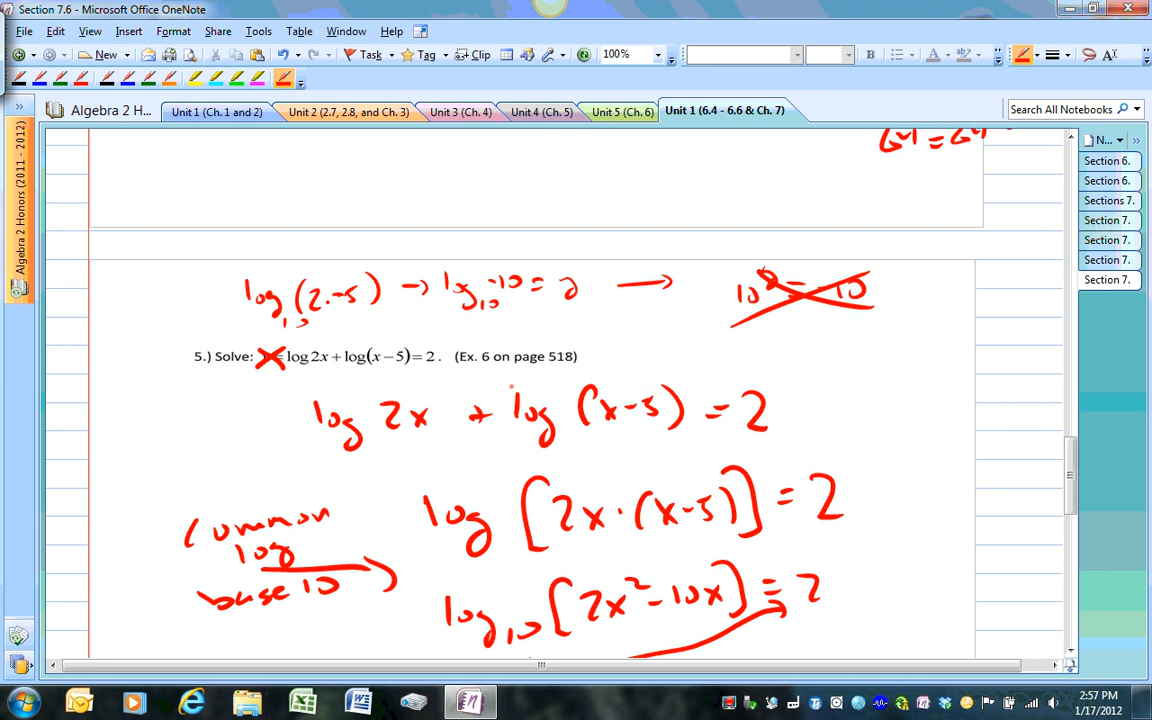 Section 7.6 - Microsoft Office OneNote
File Edit View Insert Format Share Tools Table Window Help
New Task Tag Clip 100% B A A
Algebra 2 H... Unit 1 (Ch. 1 and 2) Unit 2 (2.7, 2.8, and Ch. 3) Unit 3 (Ch. 4) Unit 4 (Ch. 5) Unit 5 (Ch. 6) Unit 1 (6.4 - 6.6 & Ch. 7) Search All Notebooks
Algebra 2 Honors (2011 - 2012)
N...
Section 6.
Section 6.
Sections 7.
Section 7.
Section 7.
Section 7.
Section 7.
64 = 64
log₁₀(2·-5) → log₁₀ -10 = 2 → 10² = -10
5.) Solve: = log 2x + log(x − 5) = 2 . (Ex. 6 on page 518)
log 2x + log (x-5) = 2
log [2x · (x-5)] = 2
common
log
base 10
log₁₀ [2x² - 10x] = 2
2:57 PM
1/17/2012